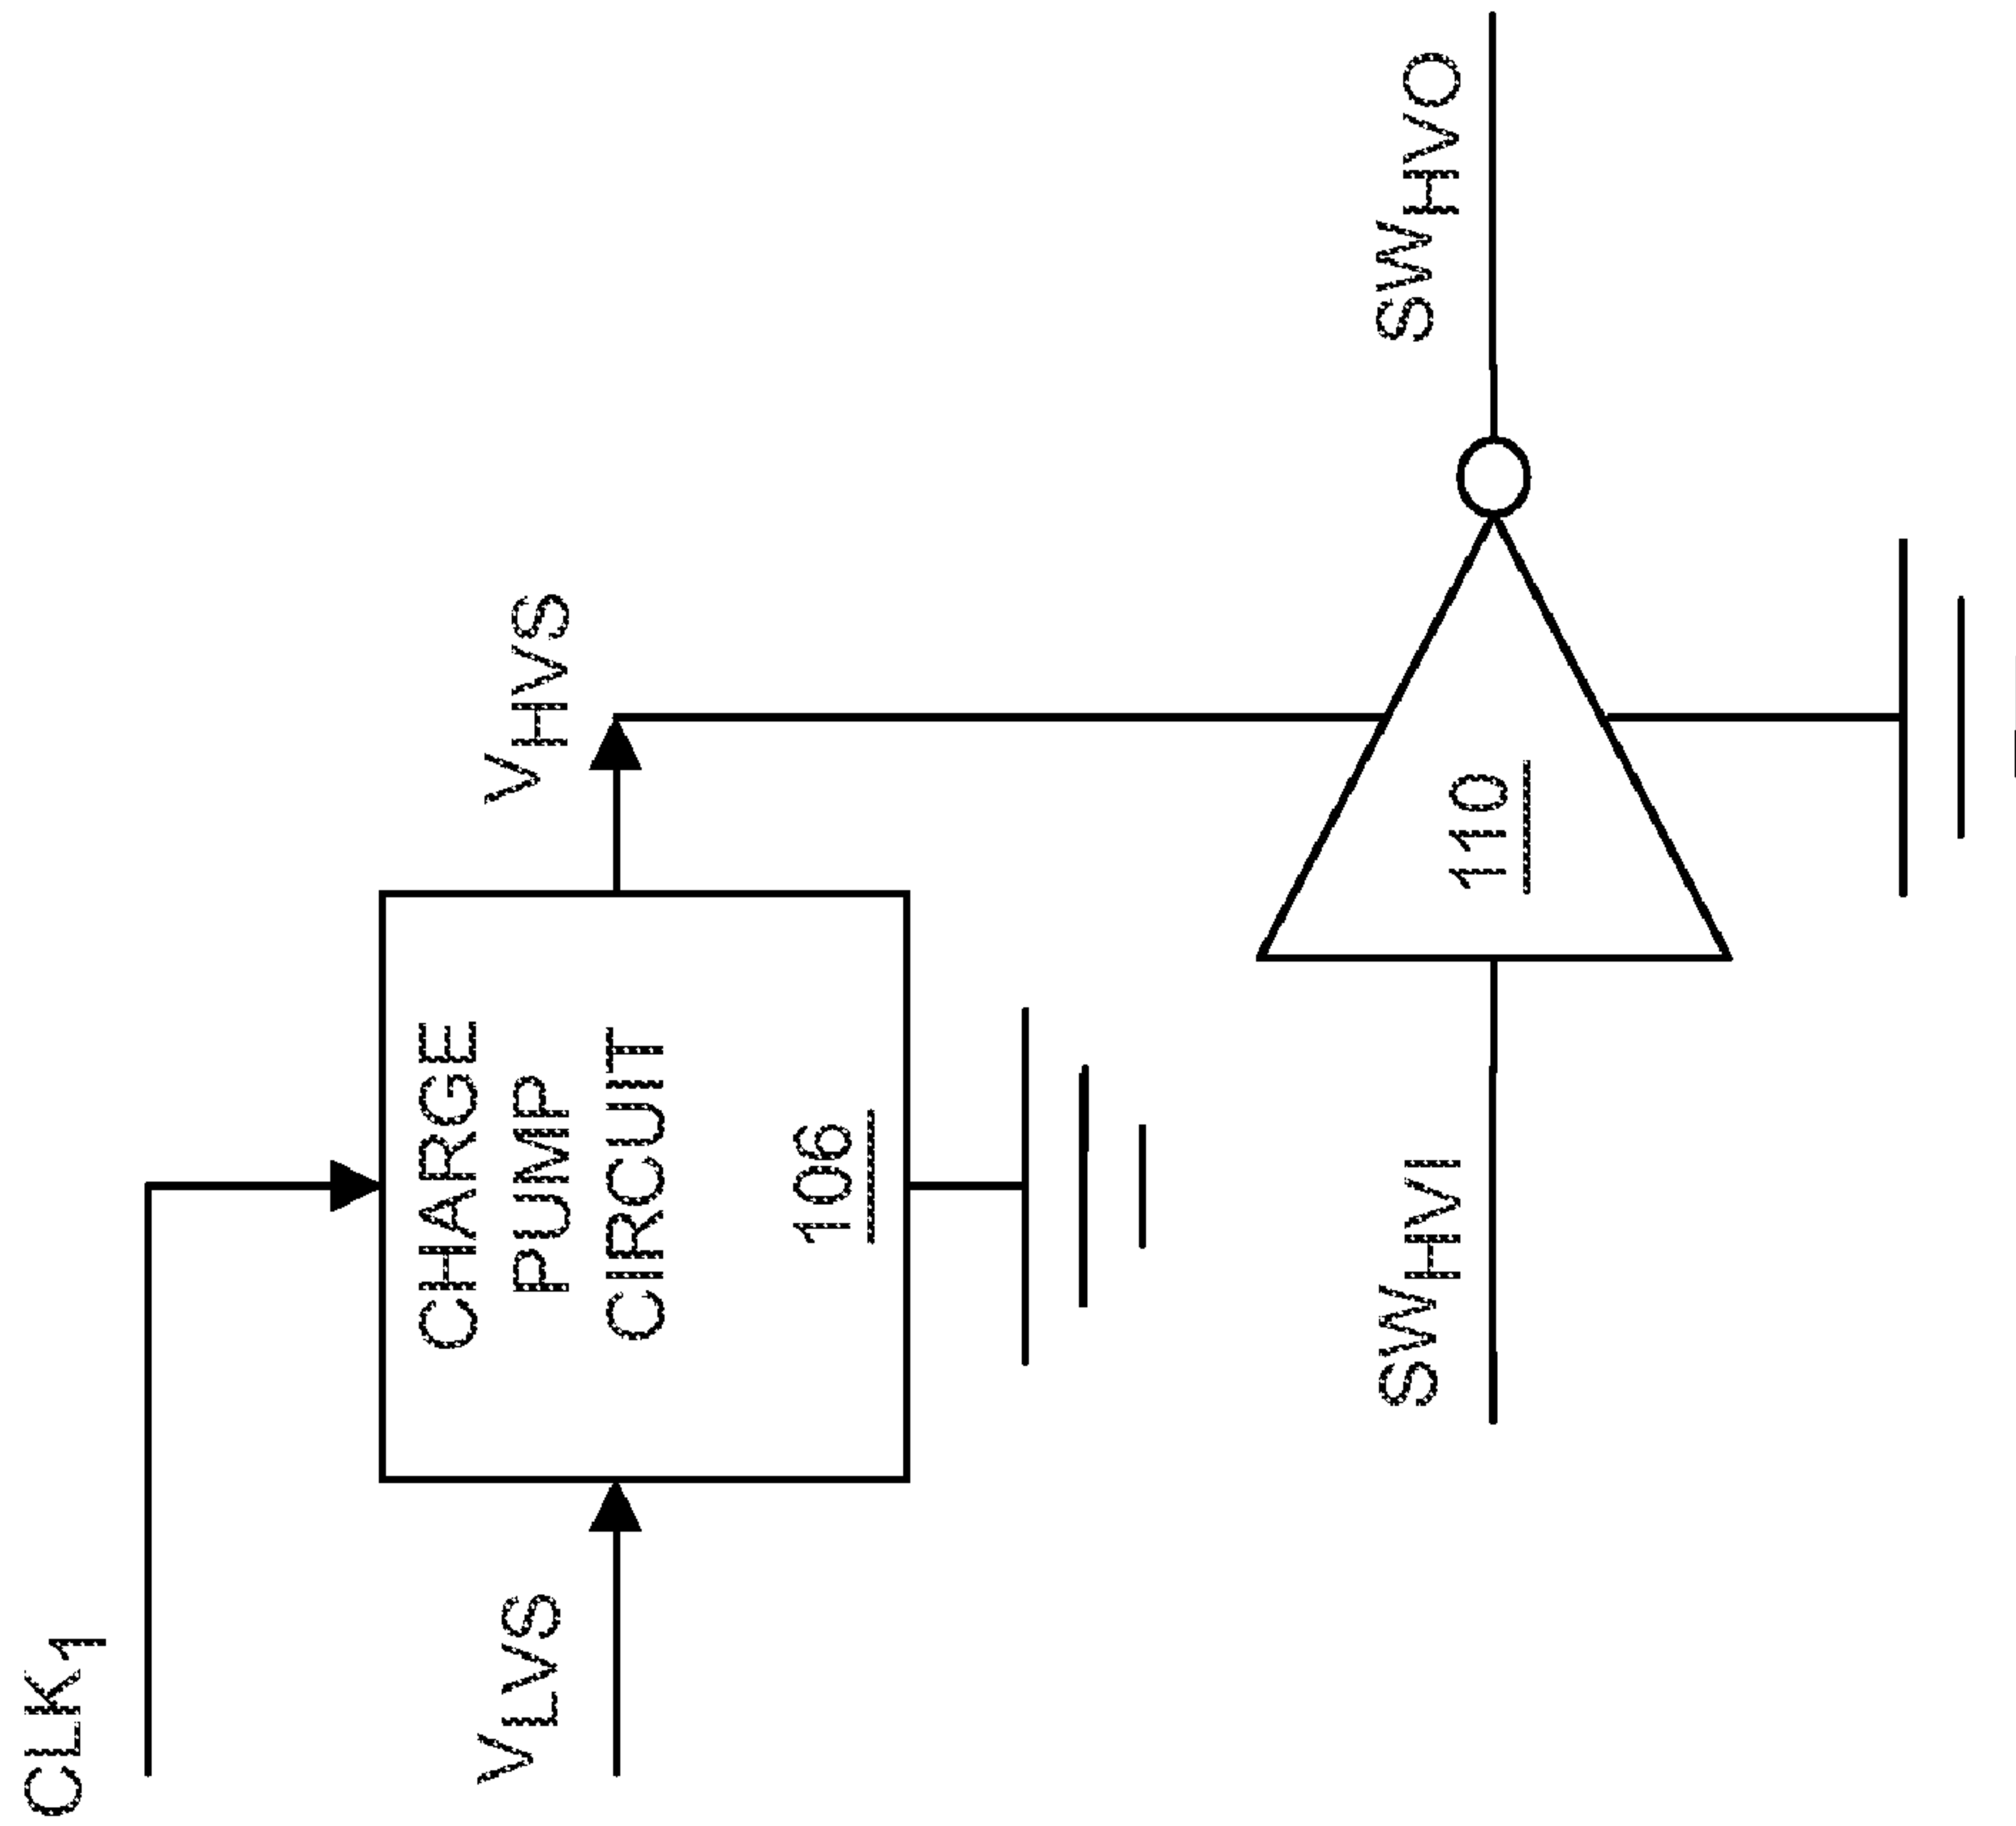 CLK1
VLVS
CHARGE
PUMP
CIRCUIT
106
VHVS
SWHVI
110
SWHVO